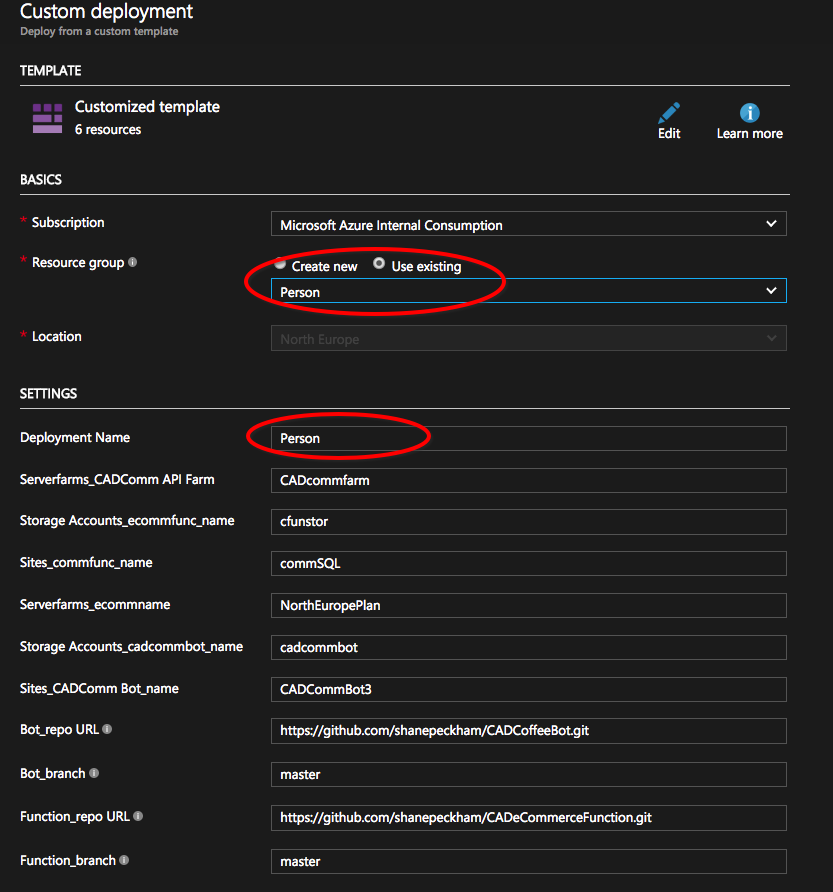 Custom deployment
Deploy from a custom template
TEMPLATE
Customized template
6 resources
Edit
Learn more
BASICS
* Subscription
Microsoft Azure Internal Consumption
* Resource group
Create new Use existing
Person
* Location
North Europe
SETTINGS
Deployment Name
Person
Serverfarms_CADComm API Farm
CADcommfarm
Storage Accounts_ecommfunc_name
cfunstor
Sites_commfunc_name
commSQL
Serverfarms_ecommname
NorthEuropePlan
Storage Accounts_cadcommbot_name
cadcommbot
Sites_CADComm Bot_name
CADCommBot3
Bot_repo URL
https://github.com/shanepeckham/CADCoffeeBot.git
Bot_branch
master
Function_repo URL
https://github.com/shanepeckham/CADeCommerceFunction.git
Function_branch
master